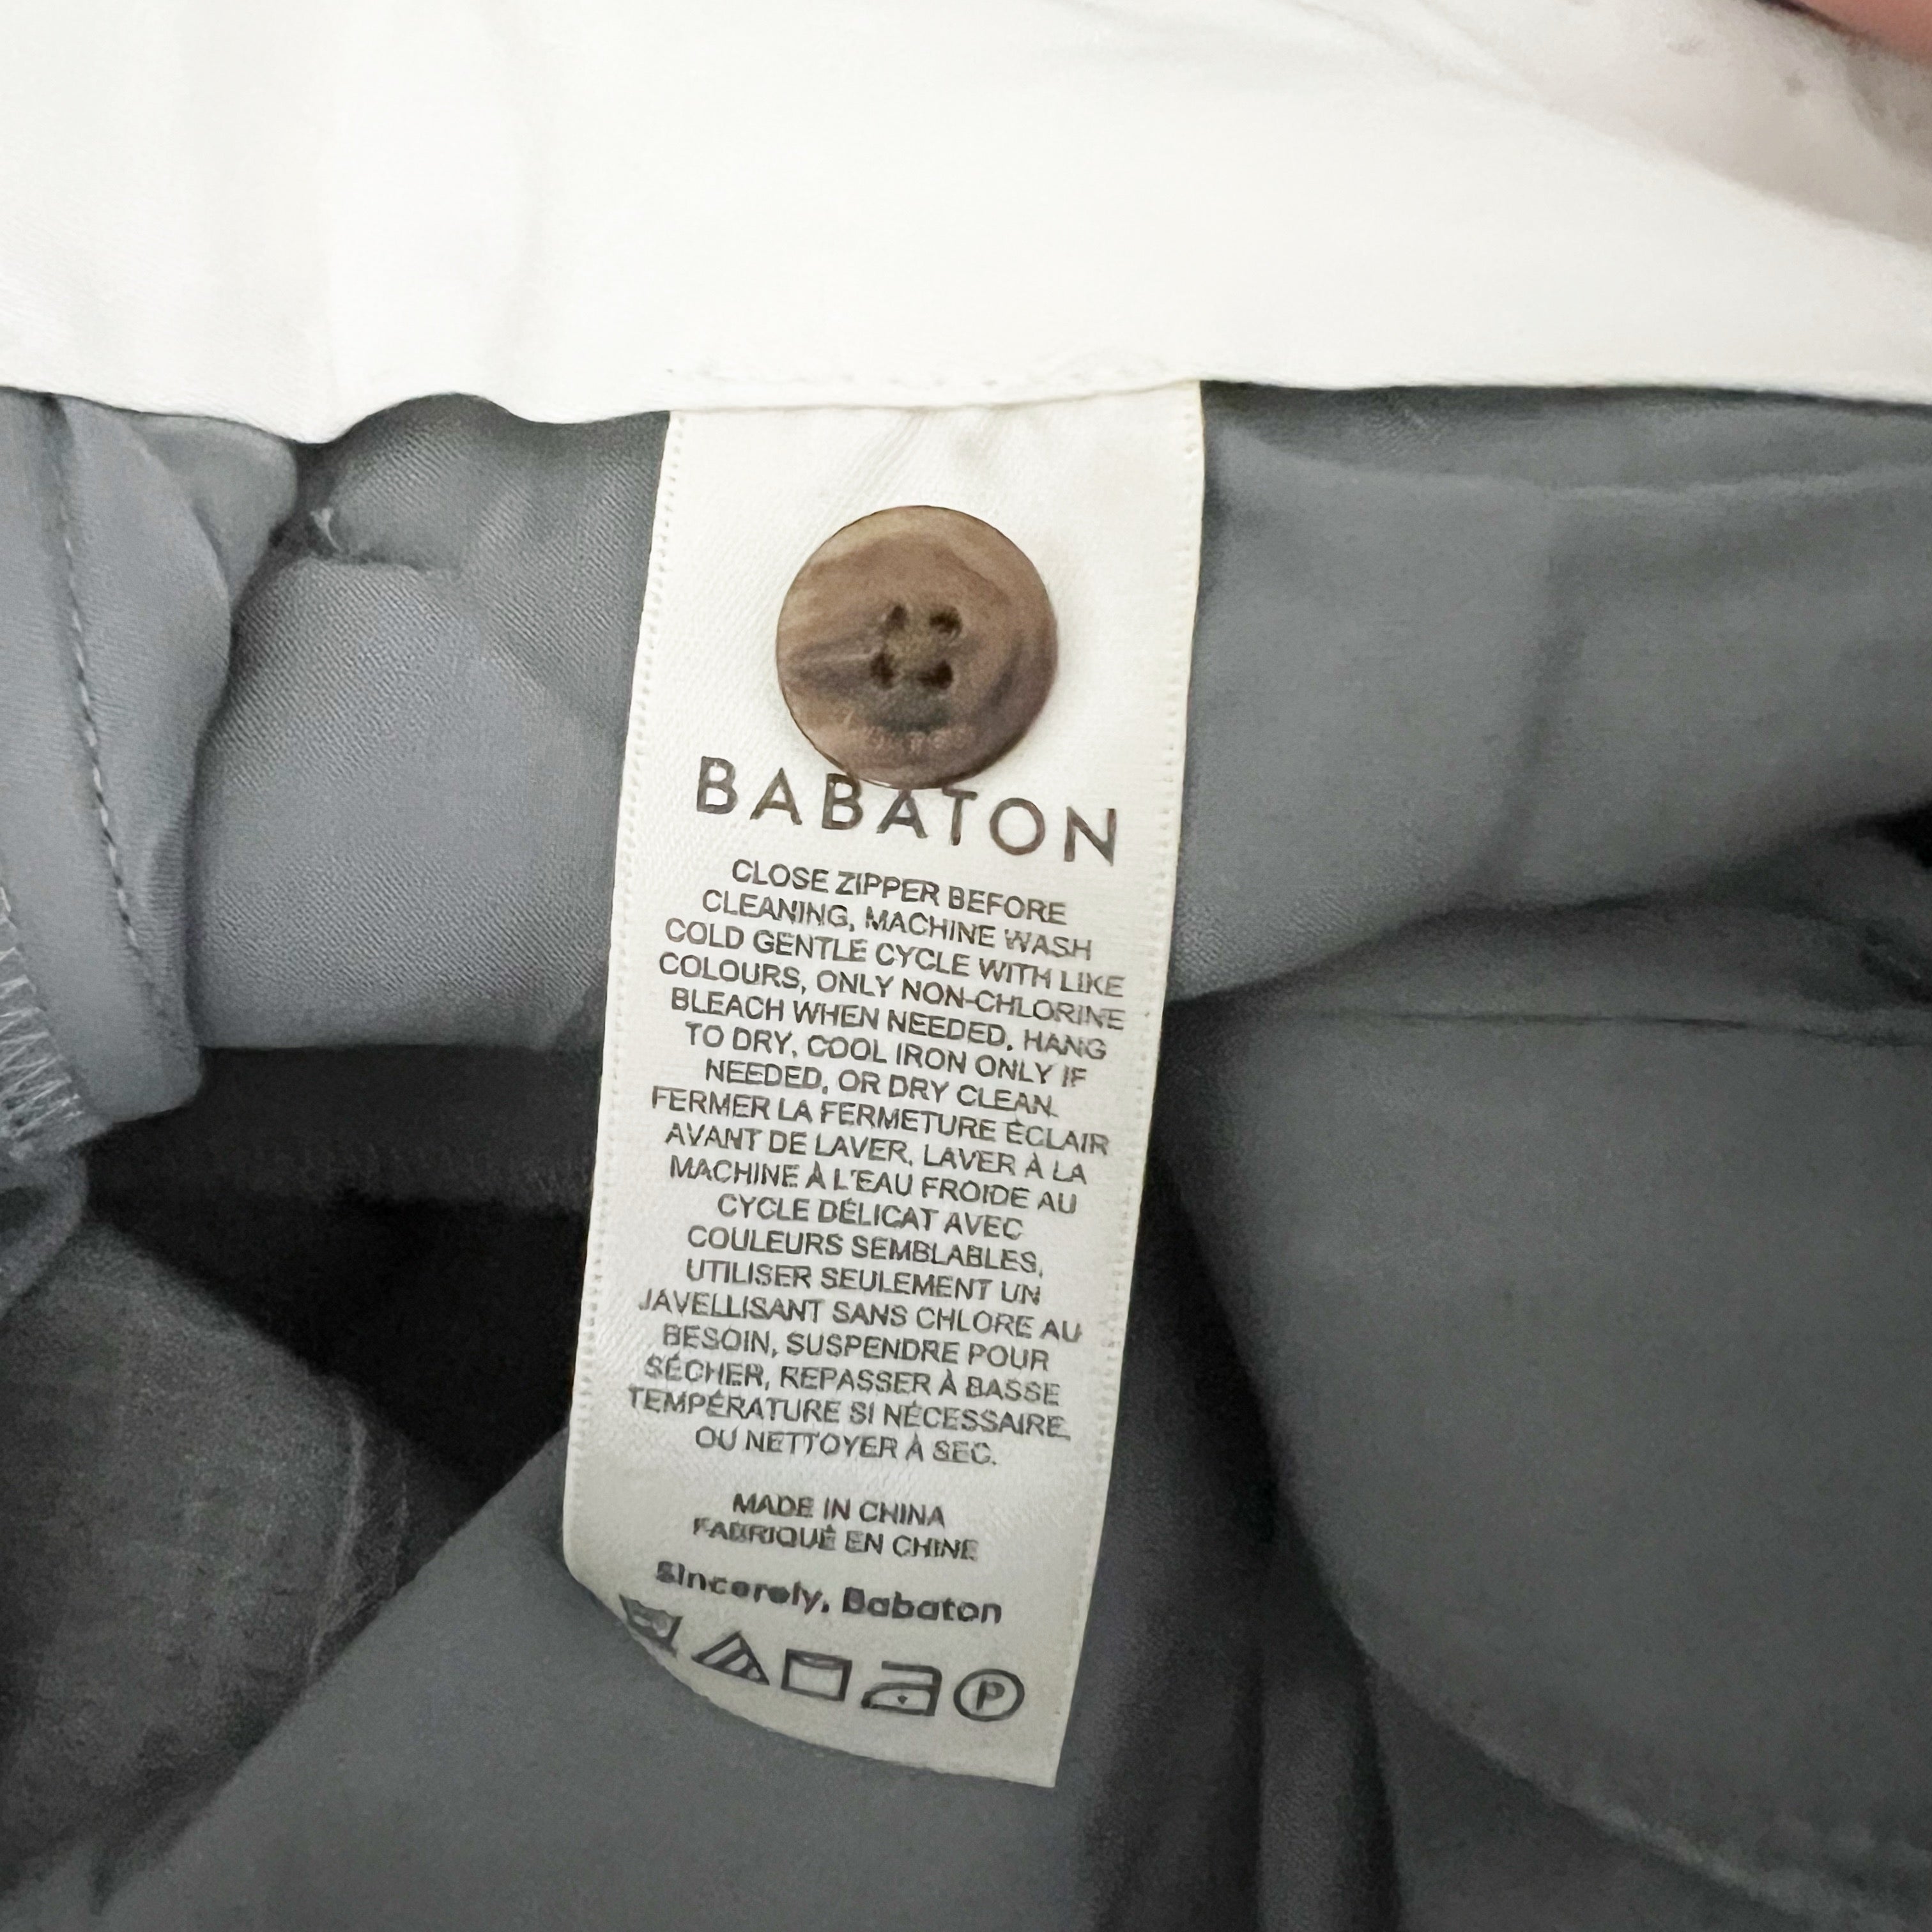 BABATON
CLOSE ZIPPER BEFORE
CLEANING, MACHINE WASH
COLD GENTLE CYCLE WITH LIKE
COLOURS, ONLY NON-CHLORINE
BLEACH WHEN NEEDED, HANG
TO DRY, COOL IRON ONLY IF
NEEDED, OR DRY CLEAN.
FERMER LA FERMETURE ÉCLAIR
AVANT DE LAVER, LAVER À LA
MACHINE À L'EAU FROIDE AU
CYCLE DÉLICAT AVEC
COULEURS SEMBLABLES,
UTILISER SEULEMENT UN
JAVELLISANT SANS CHLORE AU
BESOIN, SUSPENDRE POUR
SÉCHER, REPASSER À BASSE
TEMPÉRATURE SI NÉCESSAIRE,
OU NETTOYER À SEC.
MADE IN CHINA
FABRIQUÉ EN CHINE
Sincerely, Babaton
P